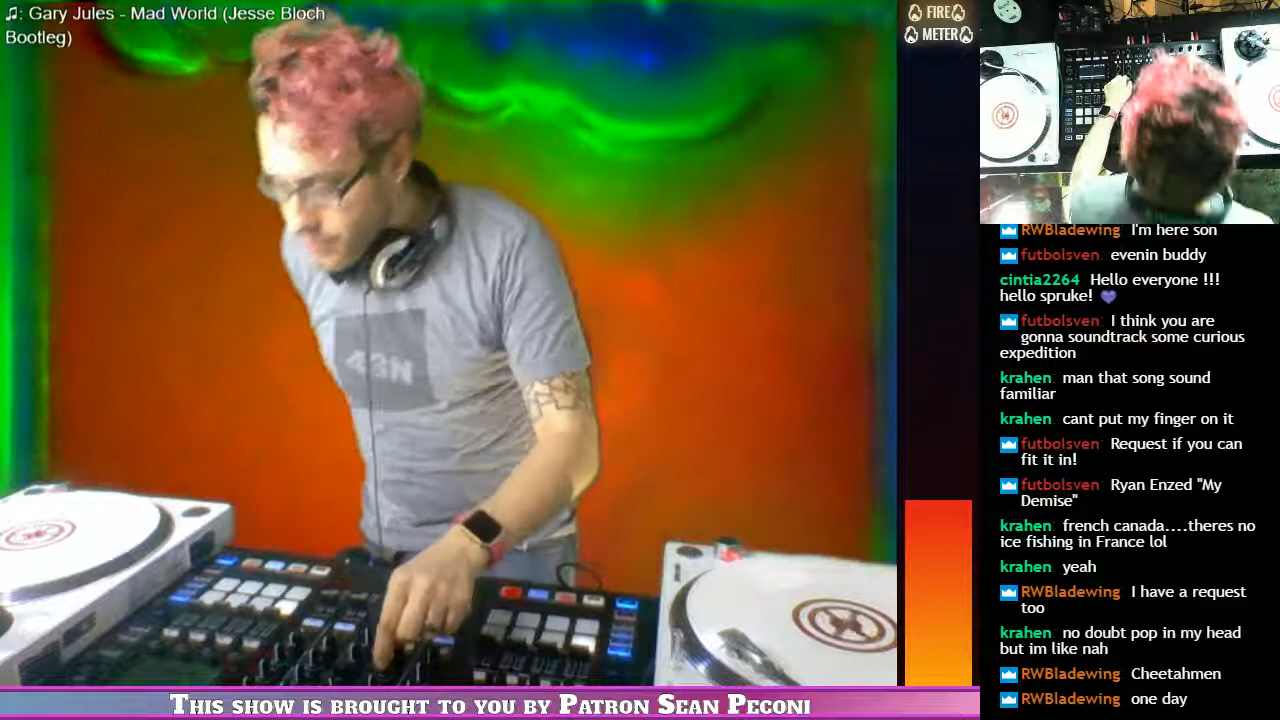 ♫: Gary Jules - Mad World (Jesse Bloch
Bootleg)
FIRE
METER
RWBladewing I'm here son
futbolsven: evenin buddy
cintia2264 Hello everyone !!!
hello spruke! 💜
futbolsven: I think you are
gonna soundtrack some curious
expedition
krahen: man that song sound
familiar
krahen: cant put my finger on it
futbolsven: Request if you can
fit it in!
futbolsven: Ryan Enzed "My
Demise"
krahen: french canada....theres no
ice fishing in France lol
krahen: yeah
RWBladewing I have a request
too
krahen: no doubt pop in my head
but im like nah
RWBladewing Cheetahmen
RWBladewing one day
THIS SHOW IS BROUGHT TO YOU BY PATRON SEAN PECONI